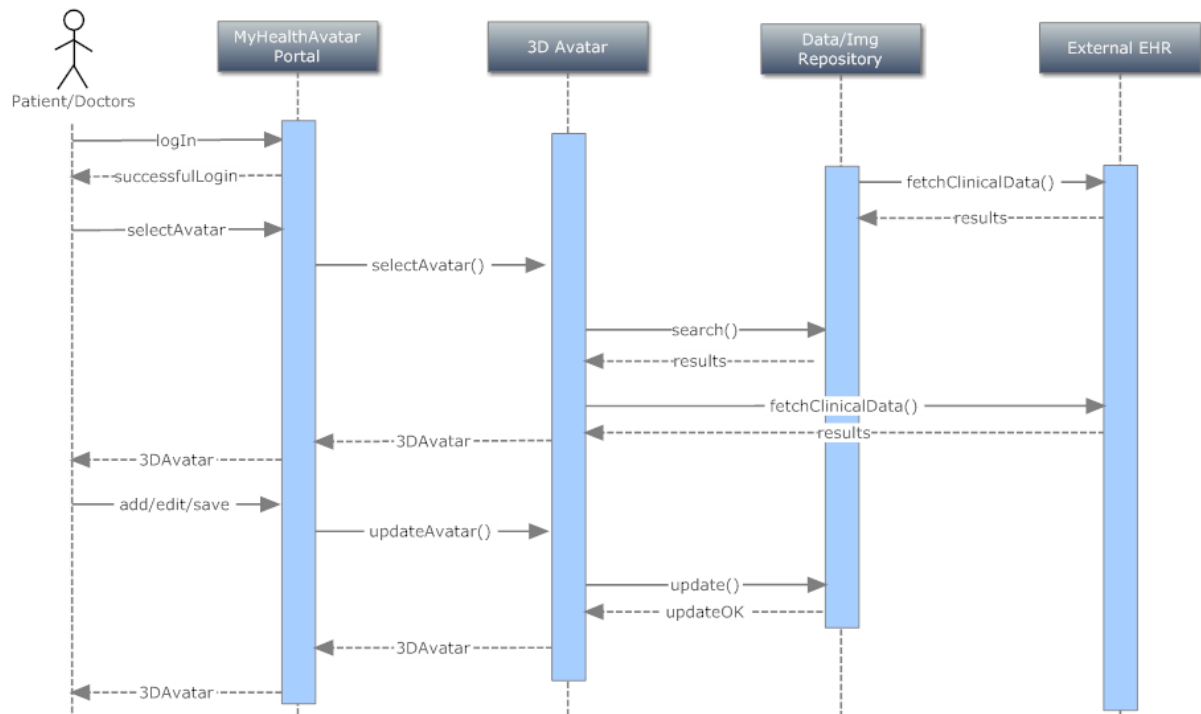 MyHealthAvatar
Portal
3D Avatar
Data/Img
Repository
External EHR
Patient/Doctors
logIn
successfulLogin
fetchClinicalData()
results
selectAvatar
selectAvatar()
search()
results
fetchClinicalData()
results
3DAvatar
3DAvatar
add/edit/save
updateAvatar()
update()
updateOK
3DAvatar
3DAvatar